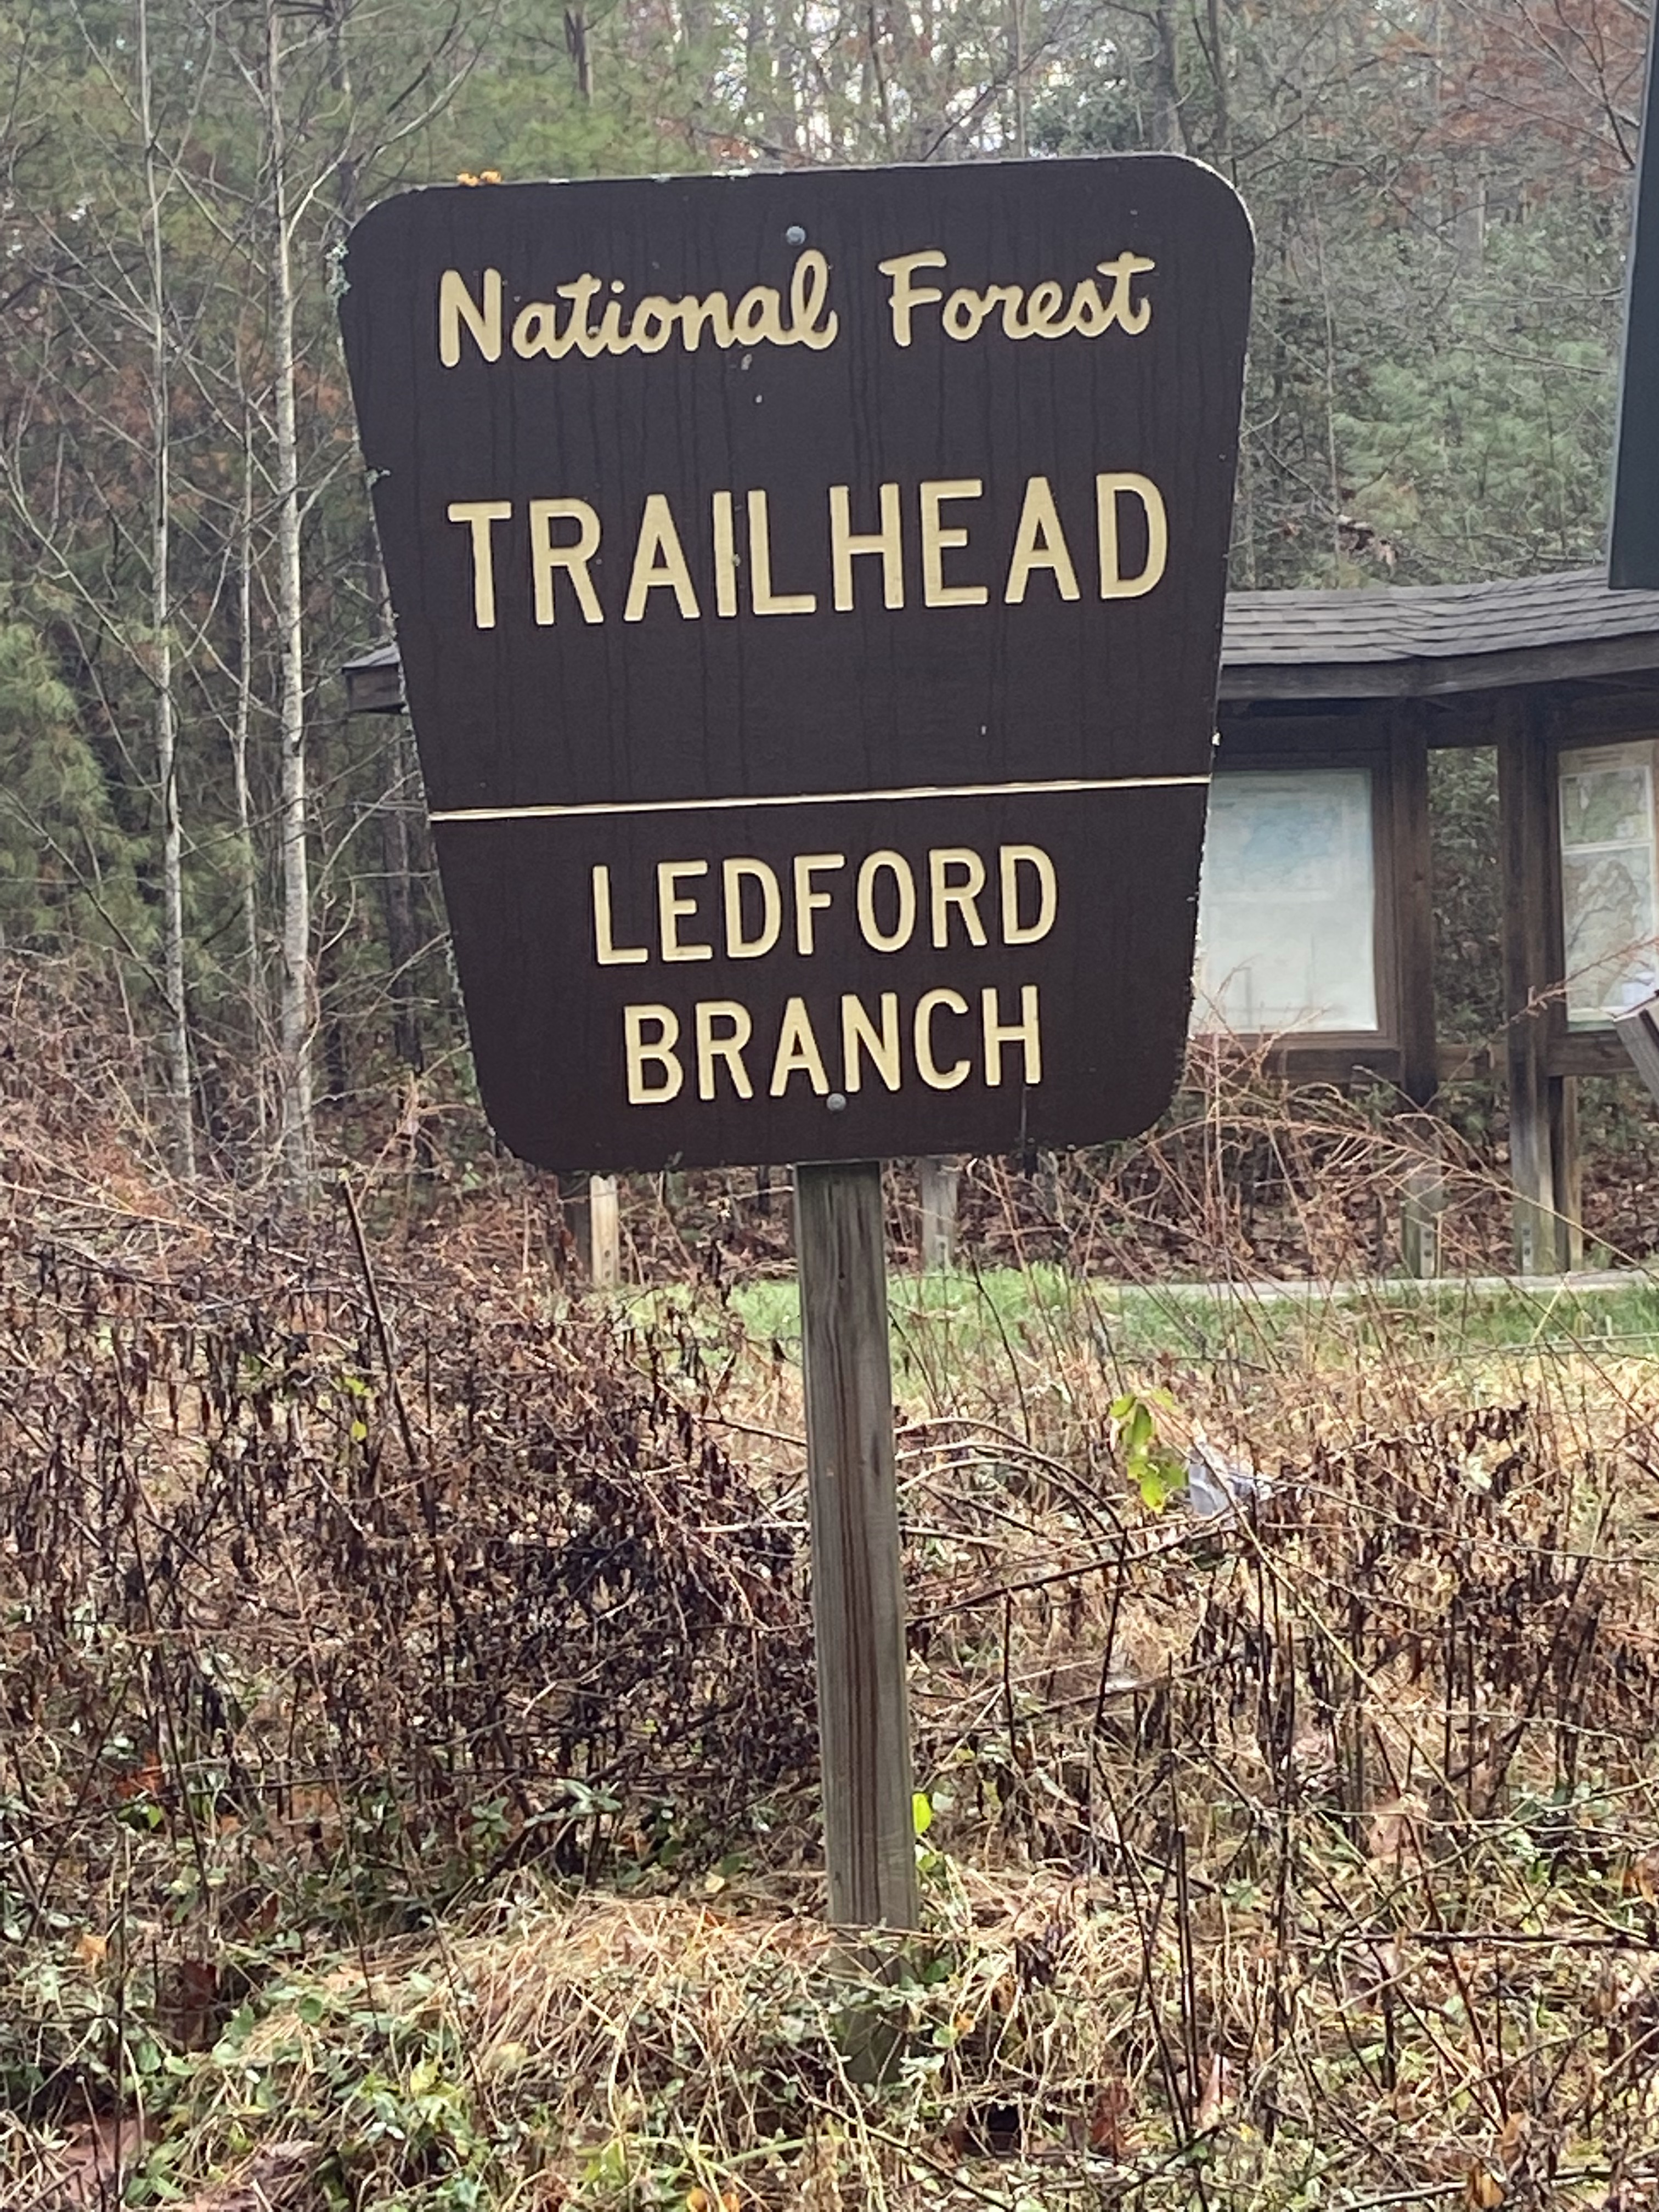 National Forest
TRAILHEAD
LEDFORD
BRANCH